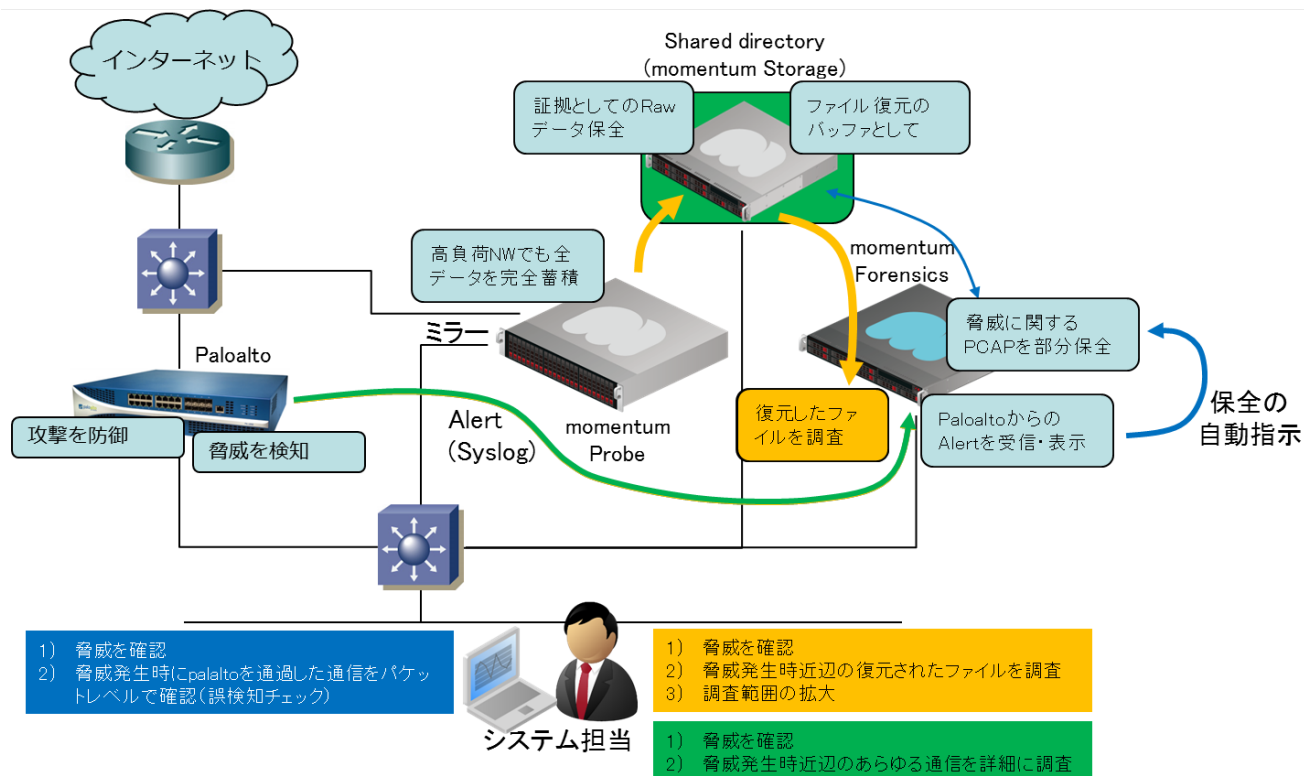 インターネット
Shared directory
(momentum Storage)
証拠としてのRaw
データ保全
ファイル復元の
バッファとして
高負荷NWでも全
データを完全蓄積
momentum
Forensics
ミラー
脅威に関する
PCAPを部分保全
Paloalto
攻撃を防御
脅威を検知
Alert
(Syslog)
momentum
Probe
復元したファ
イルを調査
Paloaltoからの
Alertを受信・表示
保全の
自動指示
1) 脅威を確認
2) 脅威発生時にpalaltoを通過した通信をパケッ
トレベルで確認(誤検知チェック)
システム担当
1) 脅威を確認
2) 脅威発生時近辺の復元されたファイルを調査
3) 調査範囲の拡大
1) 脅威を確認
2) 脅威発生時近辺のあらゆる通信を詳細に調査